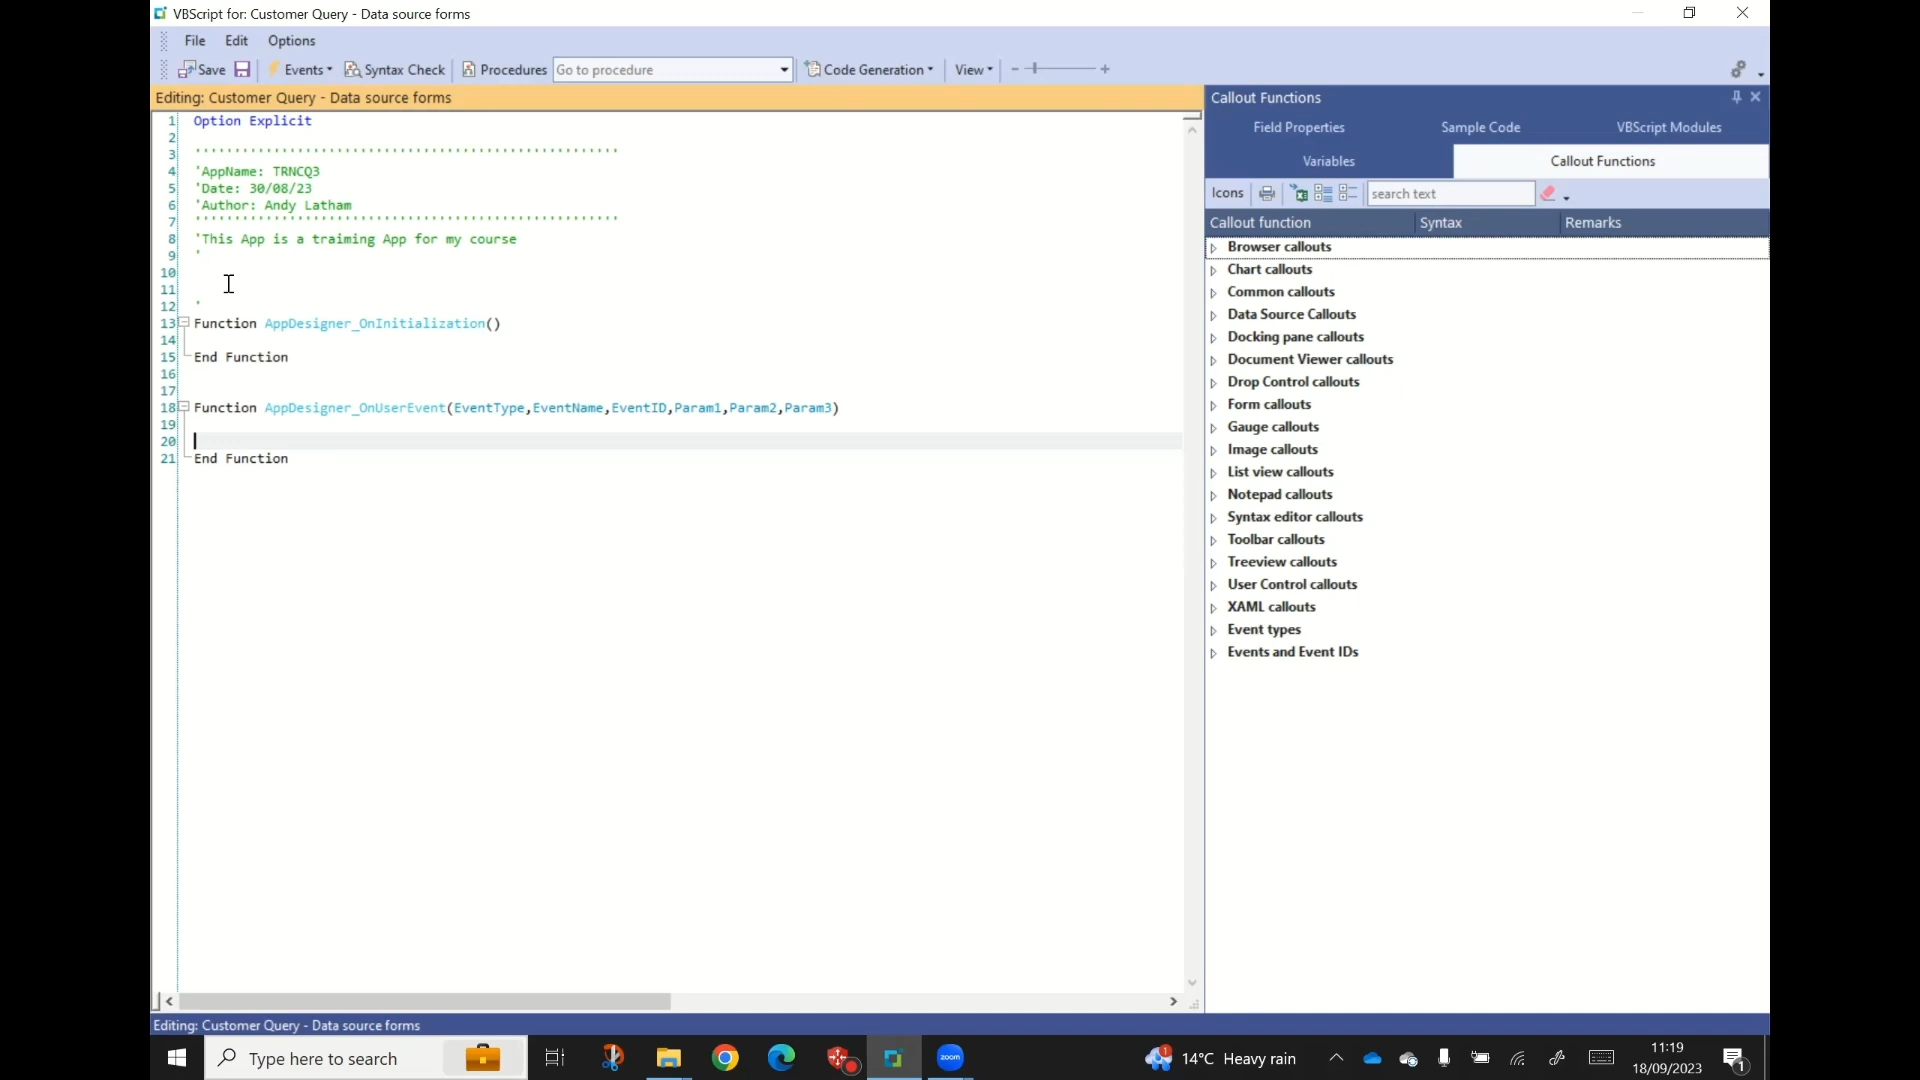 VBScript for: Customer Query - Data source forms
File Edit Options
Save Events Syntax Check Procedures Go to procedure Code Generation View - +
Editing: Customer Query - Data source forms
1 Option Explicit
2
3 ''''''''''''''''''''''''''''''''''''''''''''''''''''''
4 'AppName: TRNCQ3
5 'Date: 30/08/23
6 'Author: Andy Latham
7 ''''''''''''''''''''''''''''''''''''''''''''''''''''''
8 'This App is a traiming App for my course
9 '
10
11
12 '
13 Function AppDesigner_OnInitialization()
14
15 End Function
16
17
18 Function AppDesigner_OnUserEvent(EventType,EventName,EventID,Param1,Param2,Param3)
19
20
21 End Function
Callout Functions
Field Properties Sample Code VBScript Modules
Variables Callout Functions
Icons search text
Callout function Syntax Remarks
Browser callouts
Chart callouts
Common callouts
Data Source Callouts
Docking pane callouts
Document Viewer callouts
Drop Control callouts
Form callouts
Gauge callouts
Image callouts
List view callouts
Notepad callouts
Syntax editor callouts
Toolbar callouts
Treeview callouts
User Control callouts
XAML callouts
Event types
Events and Event IDs
Editing: Customer Query - Data source forms
Type here to search zoom 1 14°C Heavy rain 11:19
18/09/2023 1